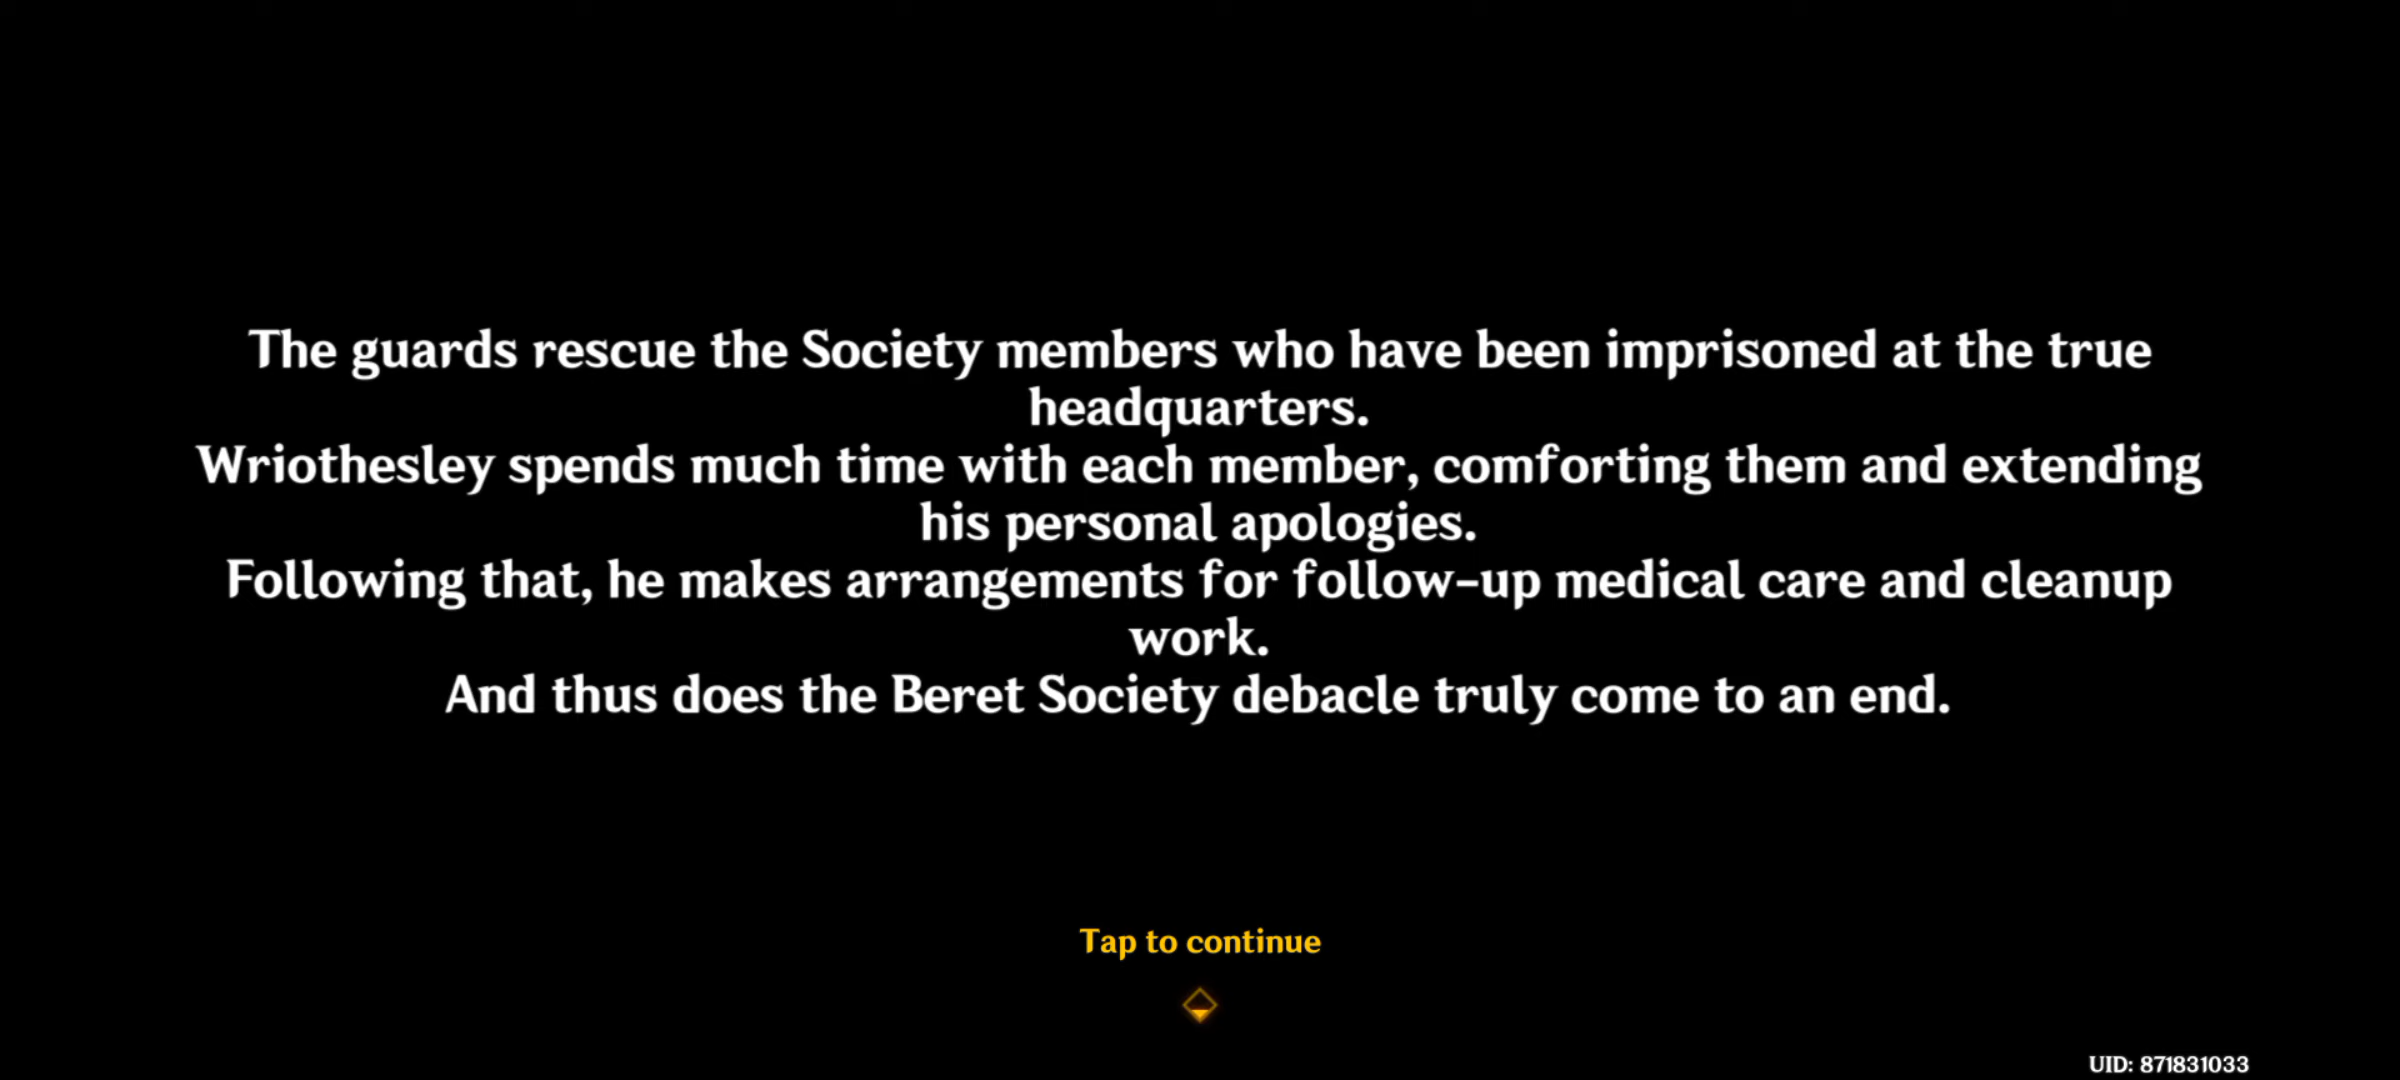 The guards rescue the Society members who have been imprisoned at the true
headquarters.
Wriothesley spends much time with each member, comforting them and extending
his personal apologies.
Following that, he makes arrangements for follow-up medical care and cleanup
work.
And thus does the Beret Society debacle truly come to an end.
Tap to continue
UID: 871831033